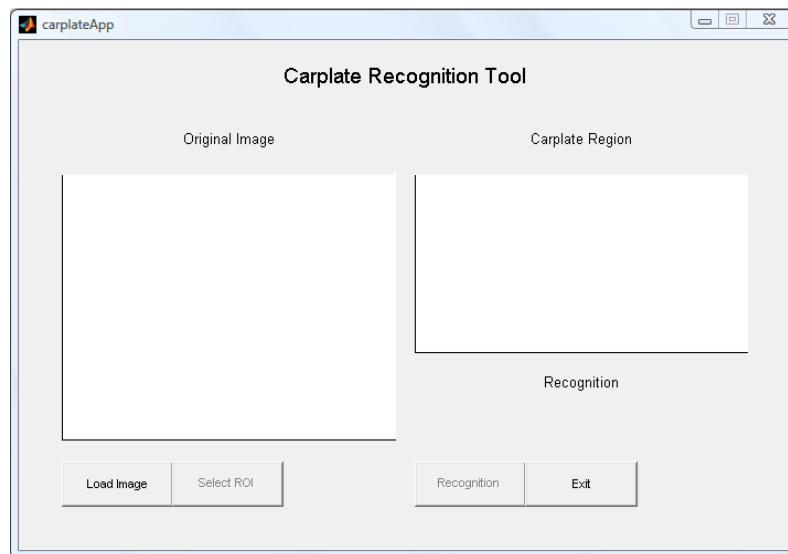 carplateApp
Carplate Recognition Tool
Original Image
Carplate Region
Recognition
Load Image
Select ROI
Recognition
Exit